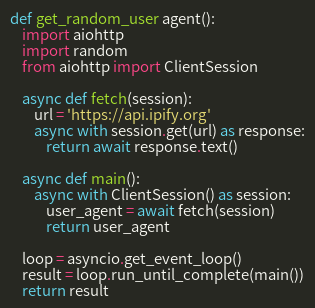 def get_random_user agent():
import aiohttp
import random
from aiohttp import ClientSession
async def fetch(session):
url = 'https://api.ipify.org'
async with session.get(url) as response:
return await response.text()
async def main():
async with ClientSession() as session:
user_agent = await fetch(session)
return user_agent
loop = asyncio.get_event_loop()
result = loop.run_until_complete(main())
return result